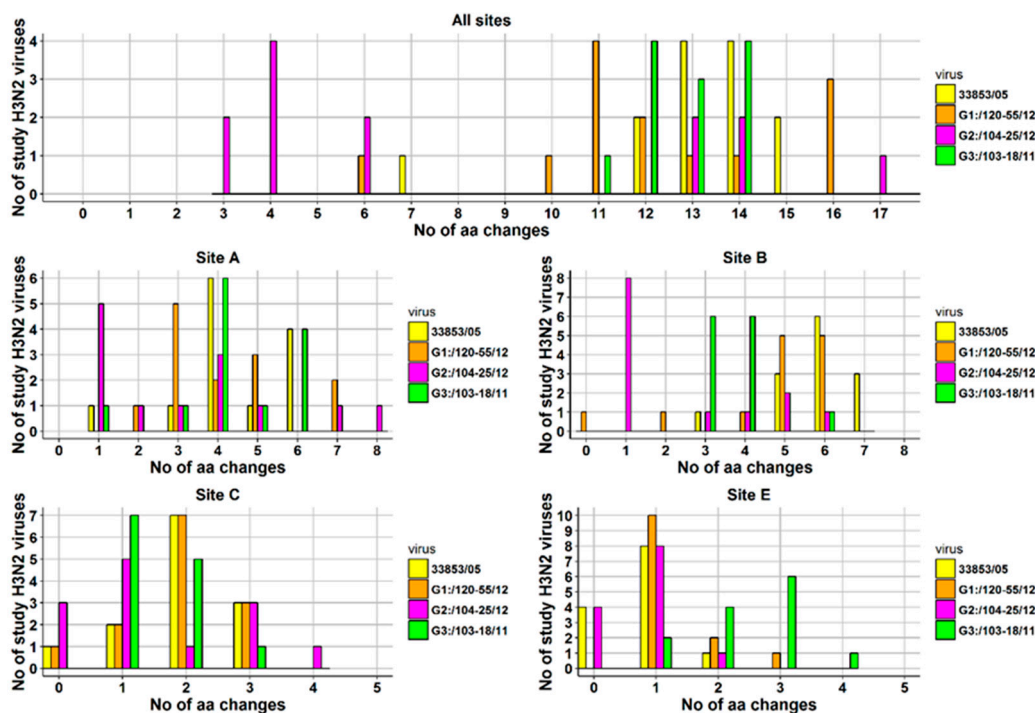 All sites
No of study H3N2 viruses
4
3
2
1
0
0 1 2 3 4 5 6 7 8 9 10 11 12 13 14 15 16 17
No of aa changes
virus
33853/05
G1:/120-55/12
G2:/104-25/12
G3:/103-18/11
Site A
No of study H3N2 viruses
6
5
4
3
2
1
0
0 1 2 3 4 5 6 7 8
No of aa changes
virus
33853/05
G1:/120-55/12
G2:/104-25/12
G3:/103-18/11
Site B
No of study H3N2 viruses
8
7
6
5
4
3
2
1
0
0 1 2 3 4 5 6 7 8
No of aa changes
virus
33853/05
G1:/120-55/12
G2:/104-25/12
G3:/103-18/11
Site C
No of study H3N2 viruses
7
6
5
4
3
2
1
0
0 1 2 3 4 5
No of aa changes
virus
33853/05
G1:/120-55/12
G2:/104-25/12
G3:/103-18/11
Site E
No of study H3N2 viruses
10
9
8
7
6
5
4
3
2
1
0
0 1 2 3 4 5
No of aa changes
virus
33853/05
G1:/120-55/12
G2:/104-25/12
G3:/103-18/11